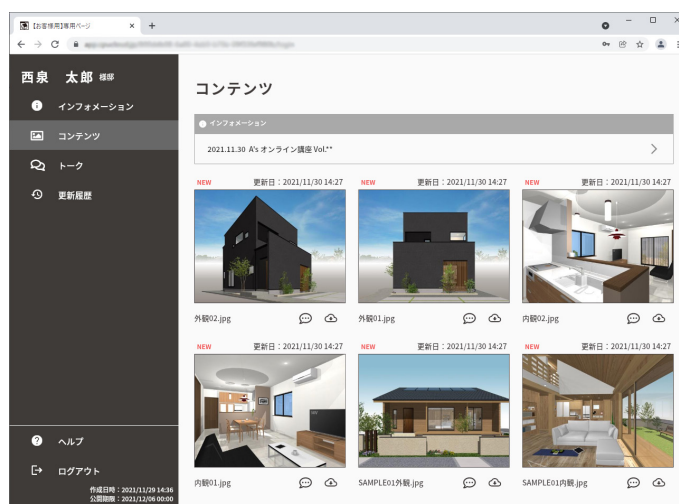 【お客様用】専用ページ
西泉 太郎 様邸
インフォメーション
コンテンツ
トーク
更新履歴
ヘルプ
ログアウト
作成日時：2021/11/29 14:36
公開期限：2021/12/06 00:00
コンテンツ
インフォメーション
2021.11.30 A's オンライン講座 Vol.**
NEW 更新日：2021/11/30 14:27
NEW 更新日：2021/11/30 14:27
NEW 更新日：2021/11/30 14:27
外観02.jpg
外観01.jpg
内観02.jpg
NEW 更新日：2021/11/30 14:27
NEW 更新日：2021/11/30 14:27
NEW 更新日：2021/11/30 14:27
内観01.jpg
SAMPLE01外観.jpg
SAMPLE01内観.jpg